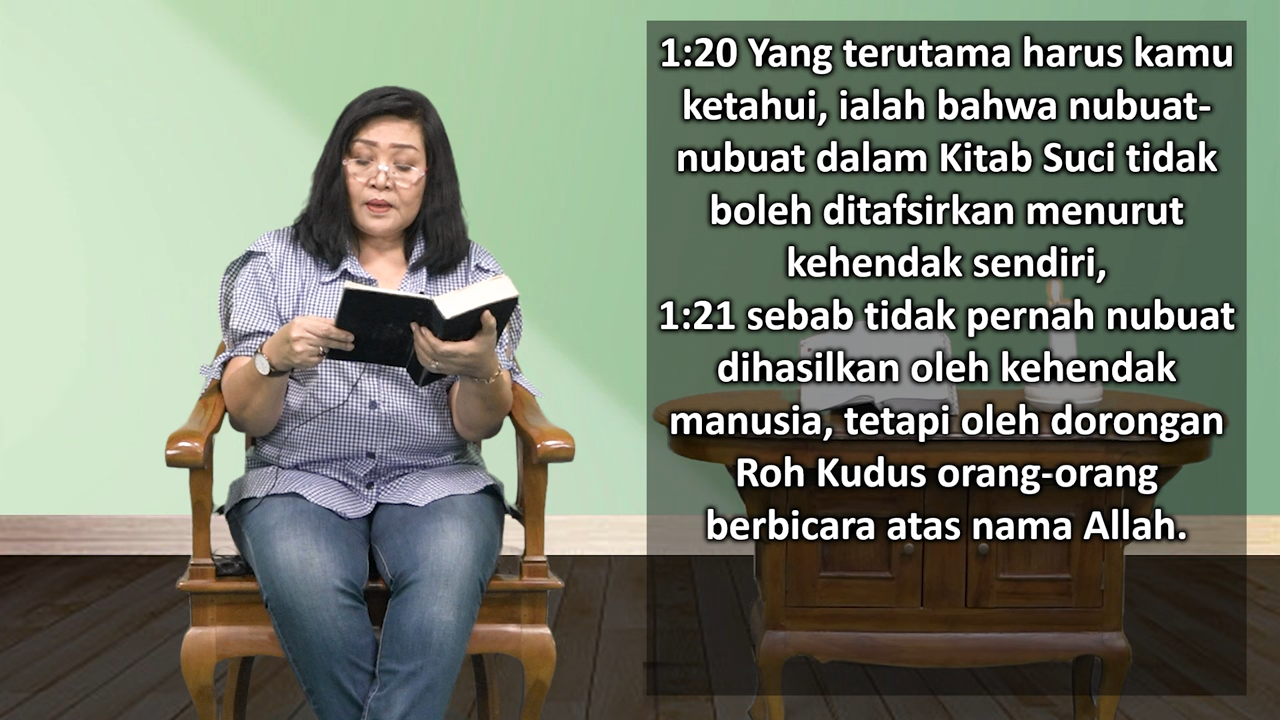 1:20 Yang terutama harus kamu
ketahui, ialah bahwa nubuat-
nubuat dalam Kitab Suci tidak
boleh ditafsirkan menurut
kehendak sendiri,
1:21 sebab tidak pernah nubuat
dihasilkan oleh kehendak
manusia, tetapi oleh dorongan
Roh Kudus orang-orang
berbicara atas nama Allah.